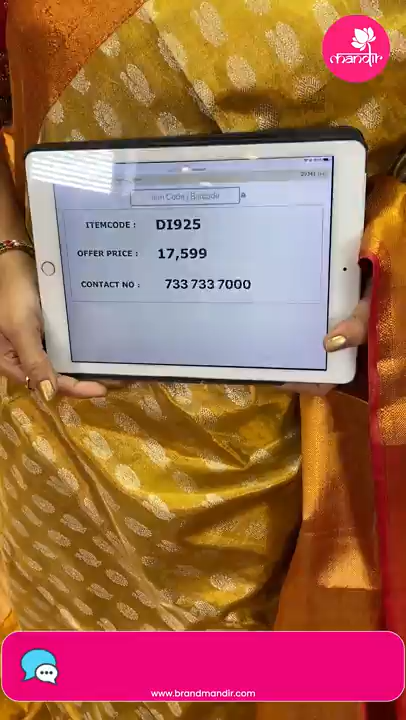 mandir
Item Code / Barcode
ITEMCODE : DI925
OFFER PRICE : 17,599
CONTACT NO : 733 733 7000
www.brandmandir.com